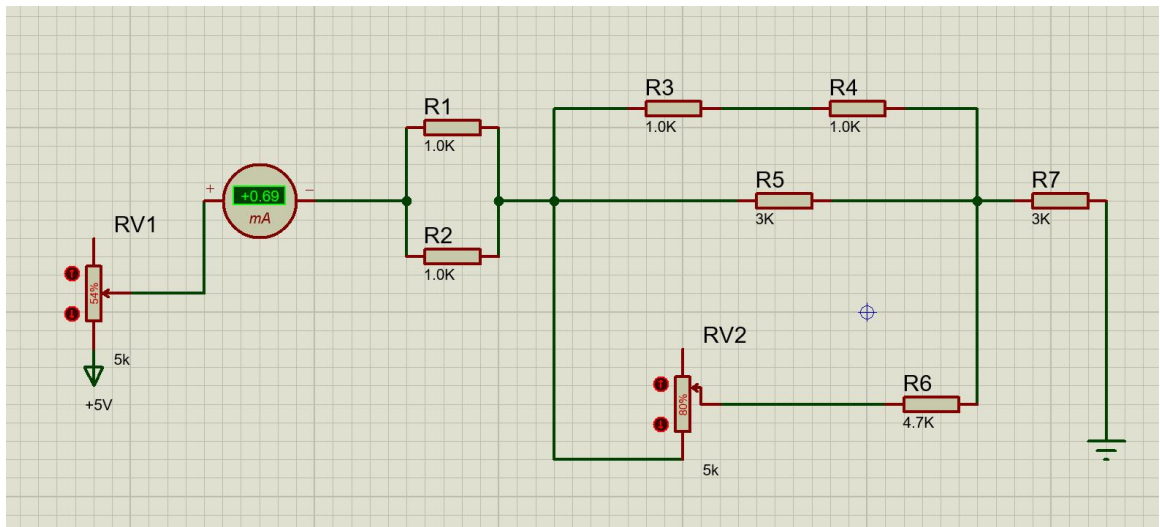 R3
1.0K
R4
1.0K
R1
1.0K
R5
3K
R7
3K
+
+0.69
mA
−
R2
1.0K
RV1
54%
5k
+5V
RV2
80%
5k
R6
4.7K